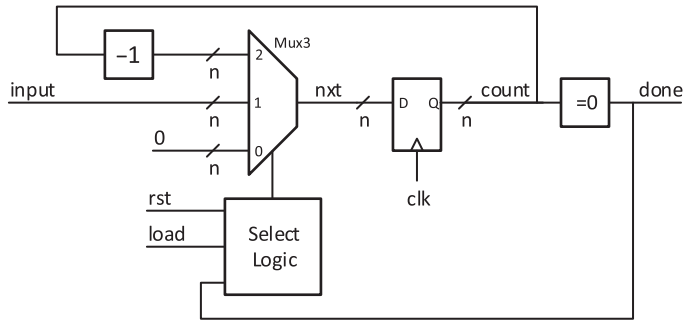 Mux3
–1
2
n
input
n
1
nxt
n
D
Q
count
n
=0
done
0
n
0
clk
rst
load
Select
Logic